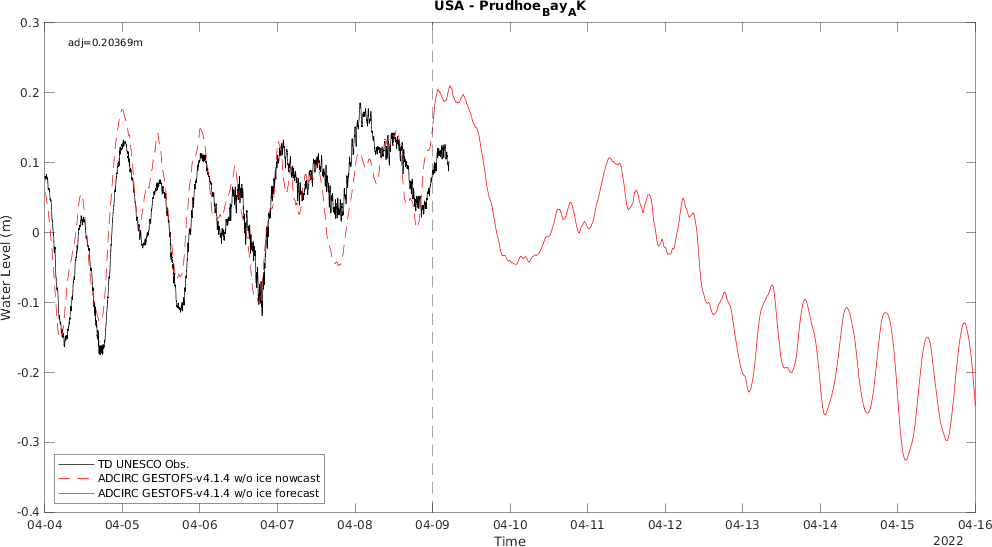 USA - Prudhoe_Bay_AK
adj=0.20369m
0.3
0.2
0.1
0
-0.1
-0.2
-0.3
-0.4
Water Level (m)
TD UNESCO Obs.
ADCIRC GESTOFS-v4.1.4 w/o ice nowcast
ADCIRC GESTOFS-v4.1.4 w/o ice forecast
04-04 04-05 04-06 04-07 04-08 04-09 04-10 04-11 04-12 04-13 04-14 04-15 04-16
Time
2022